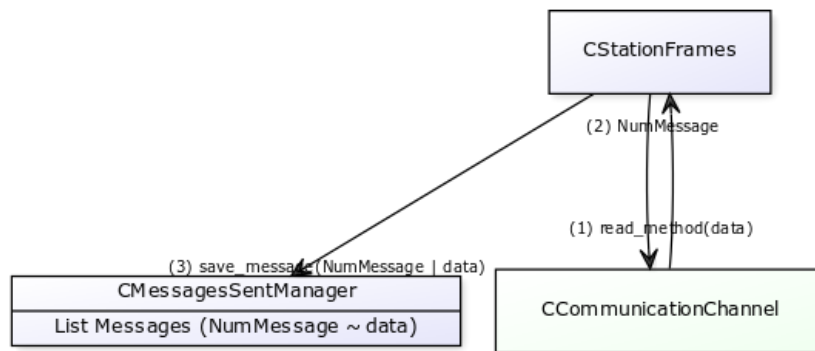 CStationFrames
(2) NumMessage
(1) read_method(data)
(3) save_message(NumMessage | data)
CMessagesSentManager
List Messages (NumMessage ~ data)
CCommunicationChannel